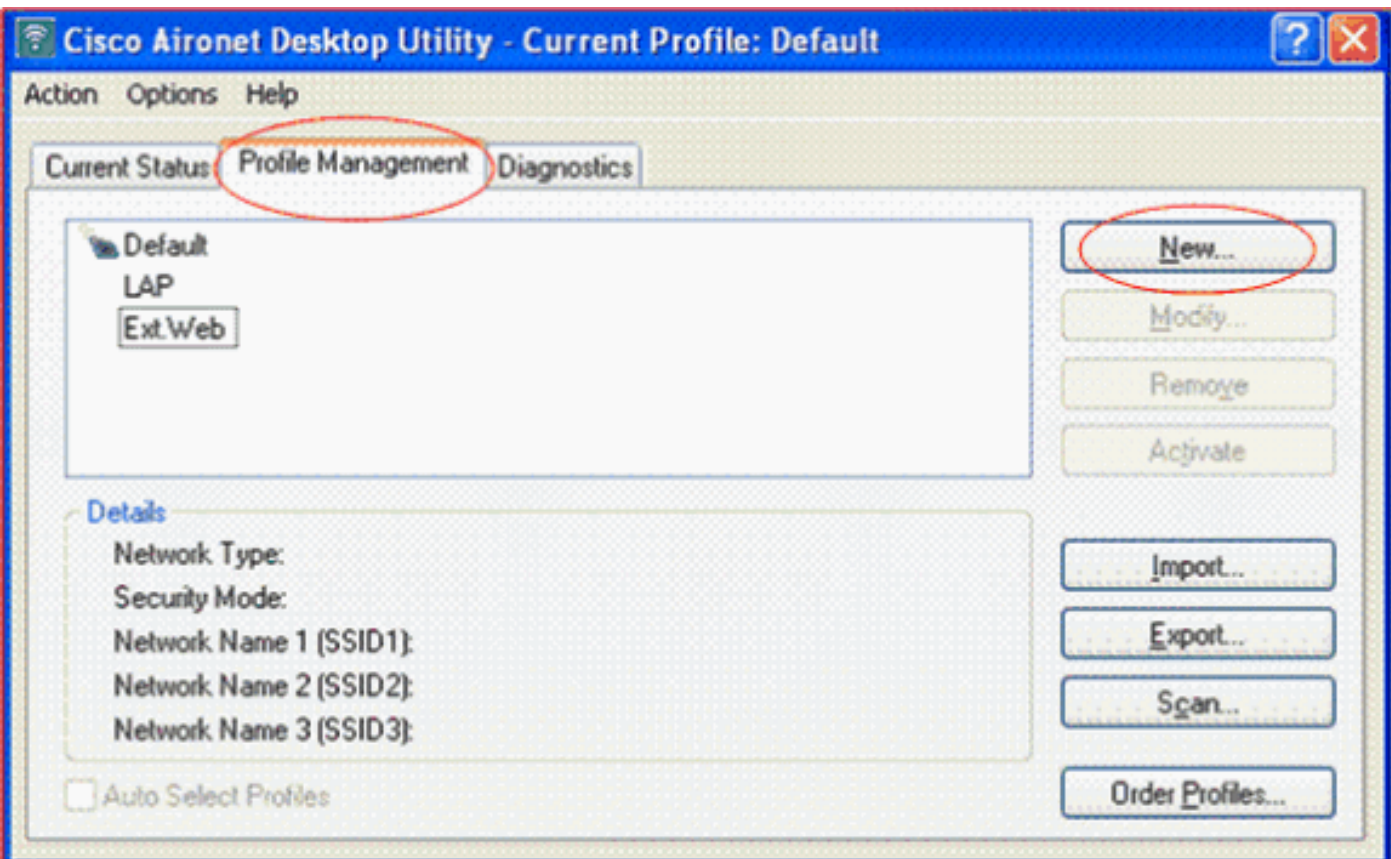 Cisco Aironet Desktop Utility - Current Profile: Default
?
Action Options Help
Current Status Profile Management Diagnostics
Default
LAP
Ext.Web
New...
Modify...
Remove
Activate
Details
Network Type:
Security Mode:
Network Name 1 (SSID1):
Network Name 2 (SSID2):
Network Name 3 (SSID3):
Import...
Export...
Scan...
Auto Select Profiles
Order Profiles...